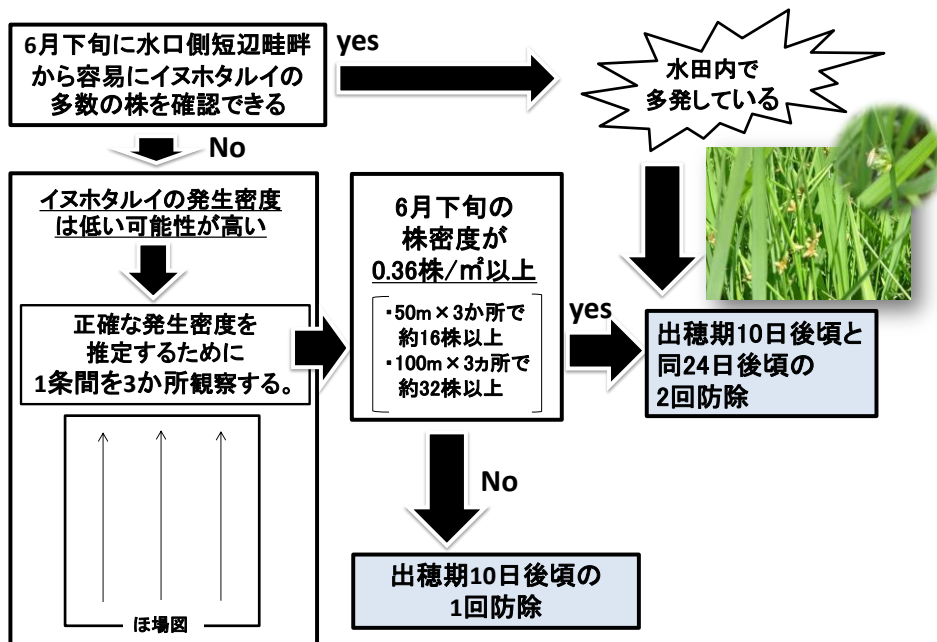 6月下旬に水口側短辺畦畔
から容易にイヌホタルイの
多数の株を確認できる
yes
水田内で
多発している
No
イヌホタルイの発生密度
は低い可能性が高い
正確な発生密度を
推定するために
1条間を3か所観察する。
ほ場図
6月下旬の
株密度が
0.36株/㎡以上
・50m×3か所で
約16株以上
・100m×3ヵ所で
約32株以上
yes
出穂期10日後頃と
同24日後頃の
2回防除
No
出穂期10日後頃の
1回防除